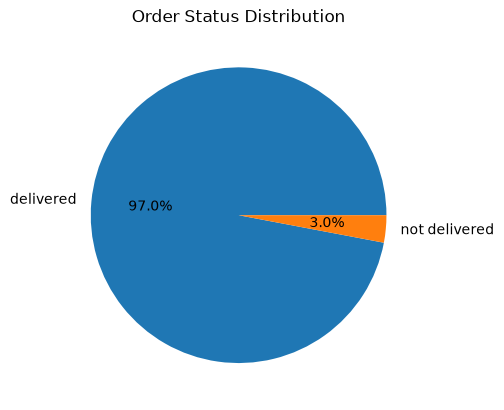 Order Status Distribution
delivered
97.0%
3.0%
not delivered